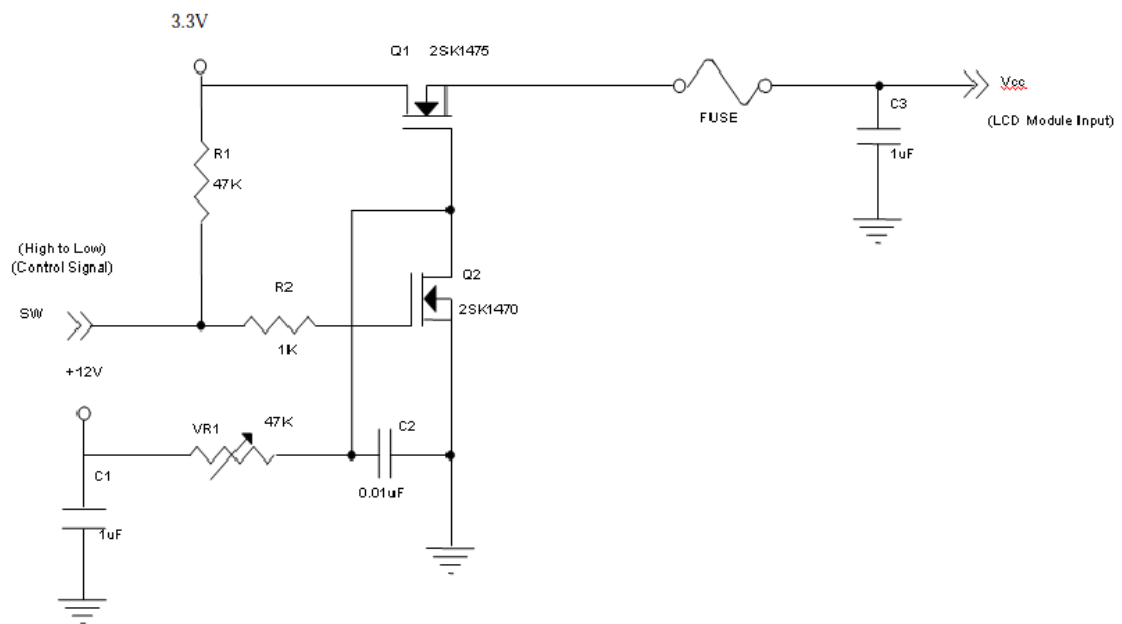 3.3V
Q1 2SK1475
FUSE
Vcc
(LCD Module Input)
C3
1uF
R1
47K
(High to Low)
(Control Signal)
SW
R2
1K
Q2
2SK1470
+12V
VR1
47K
C2
0.01uF
C1
1uF